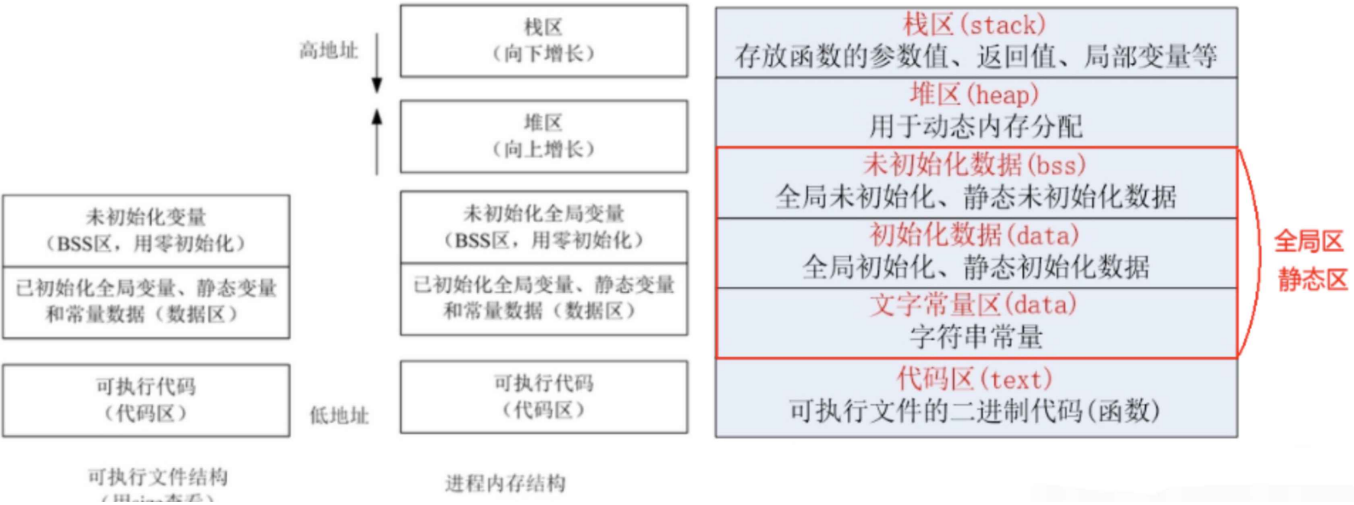 未初始化变量
(BSS区，用零初始化)
已初始化全局变量、静态变量
和常量数据（数据区）
可执行代码
(代码区)
可执行文件结构
（用size查看）
高地址
低地址
栈区
(向下增长)
堆区
(向上增长)
未初始化全局变量
(BSS区，用零初始化)
已初始化全局变量、静态变量
和常量数据（数据区）
可执行代码
(代码区)
进程内存结构
栈区(stack)
存放函数的参数值、返回值、局部变量等
堆区(heap)
用于动态内存分配
未初始化数据(bss)
全局未初始化、静态未初始化数据
初始化数据(data)
全局初始化、静态初始化数据
文字常量区(data)
字符串常量
代码区(text)
可执行文件的二进制代码(函数)
全局区
静态区